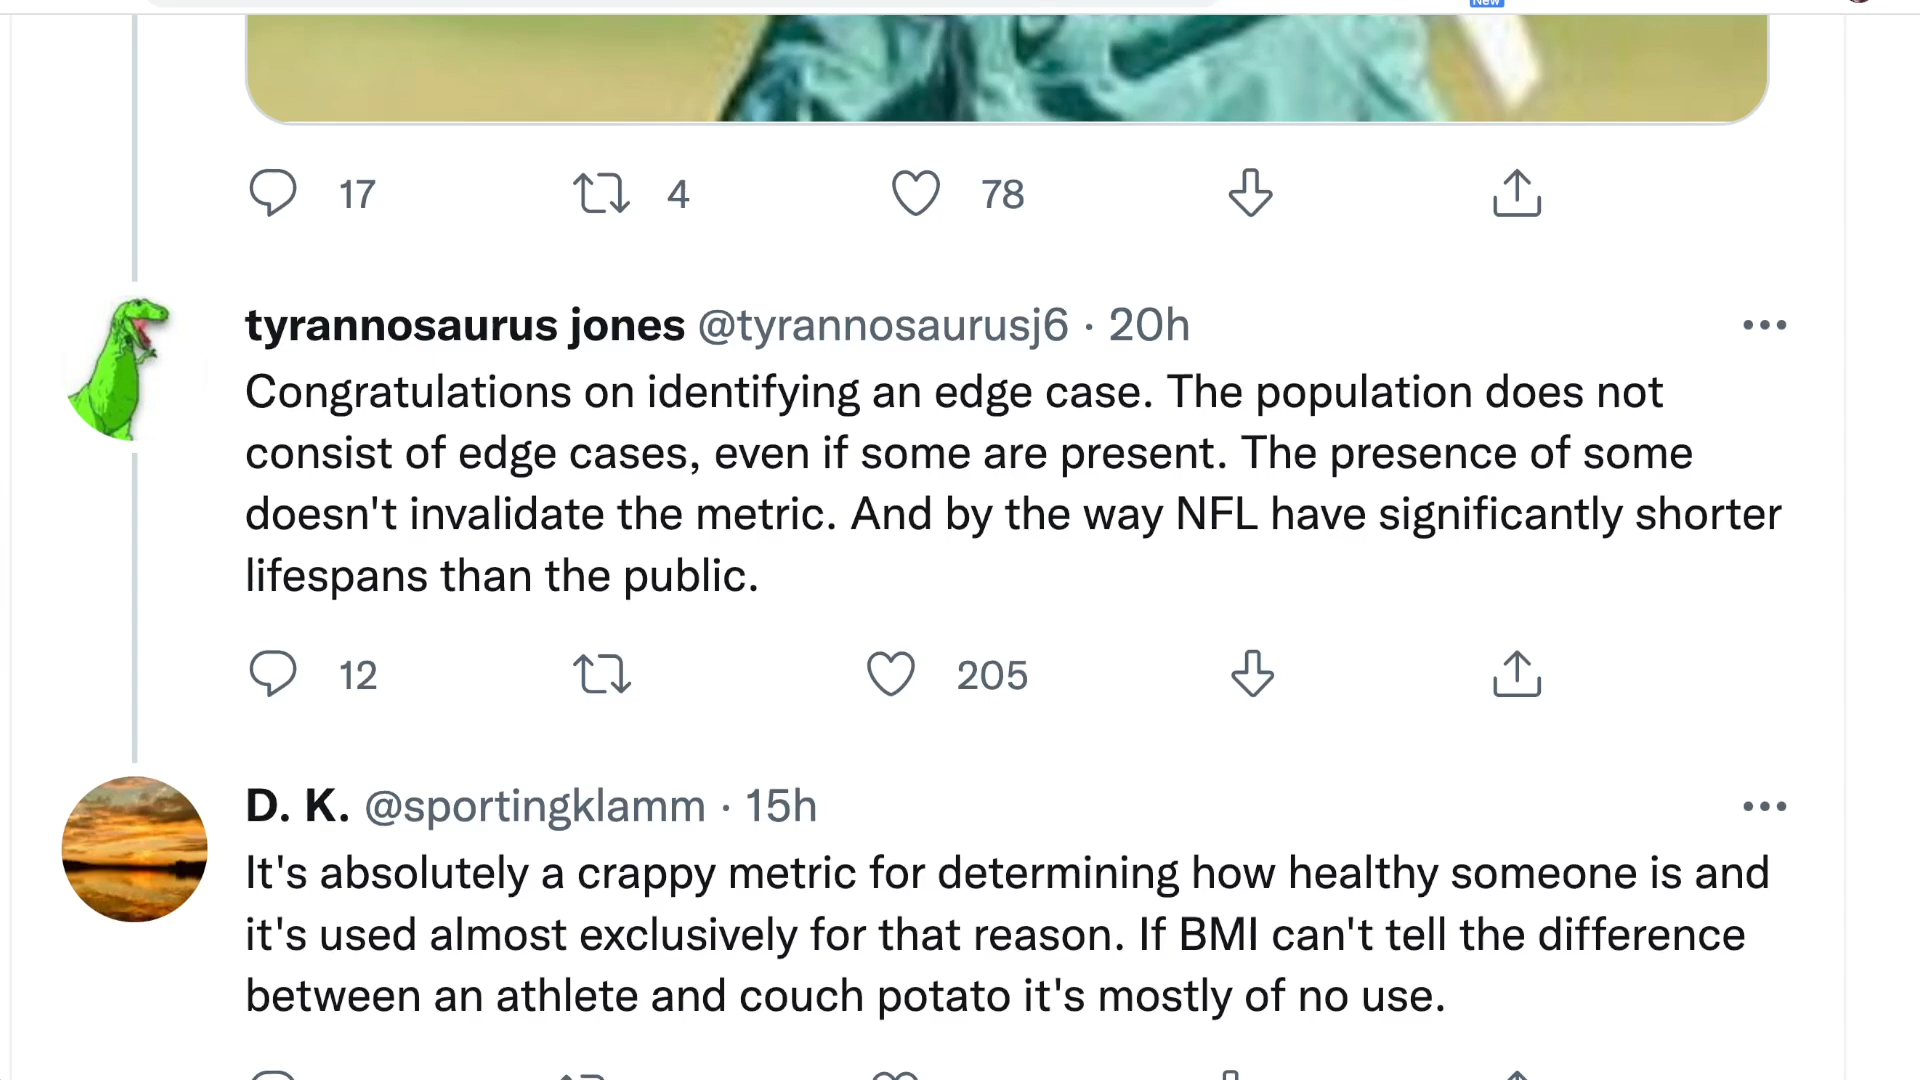 New
17 4 78
tyrannosaurus jones @tyrannosaurusj6 · 20h
Congratulations on identifying an edge case. The population does not
consist of edge cases, even if some are present. The presence of some
doesn't invalidate the metric. And by the way NFL have significantly shorter
lifespans than the public.
12 205
D. K. @sportingklamm · 15h
It's absolutely a crappy metric for determining how healthy someone is and
it's used almost exclusively for that reason. If BMI can't tell the difference
between an athlete and couch potato it's mostly of no use.